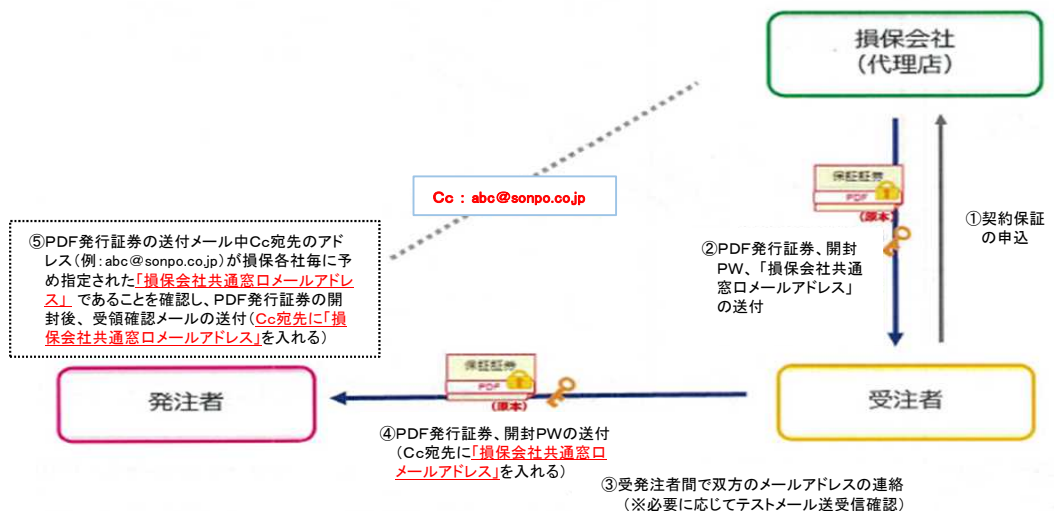 損保会社
（代理店）
保証証券
PDF
(原本)
Cc：abc@sonpo.co.jp
①契約保証
の申込
②PDF発行証券、開封
PW、「損保会社共通
窓口メールアドレス」
の送付
⑤PDF発行証券の送付メール中Cc宛先のアド
レス（例：abc@sonpo.co.jp）が損保各社毎に予
め指定された「損保会社共通窓口メールアドレ
ス」 であることを確認し、PDF発行証券の開
封後、受領確認メールの送付（Cc宛先に「損
保会社共通窓口メールアドレス」を入れる）
保証証券
PDF
(原本)
発注者
受注者
④PDF発行証券、開封PWの送付
（Cc宛先に「損保会社共通窓口
メールアドレス」を入れる）
③受発注者間で双方のメールアドレスの連絡
（※必要に応じてテストメール送受信確認）